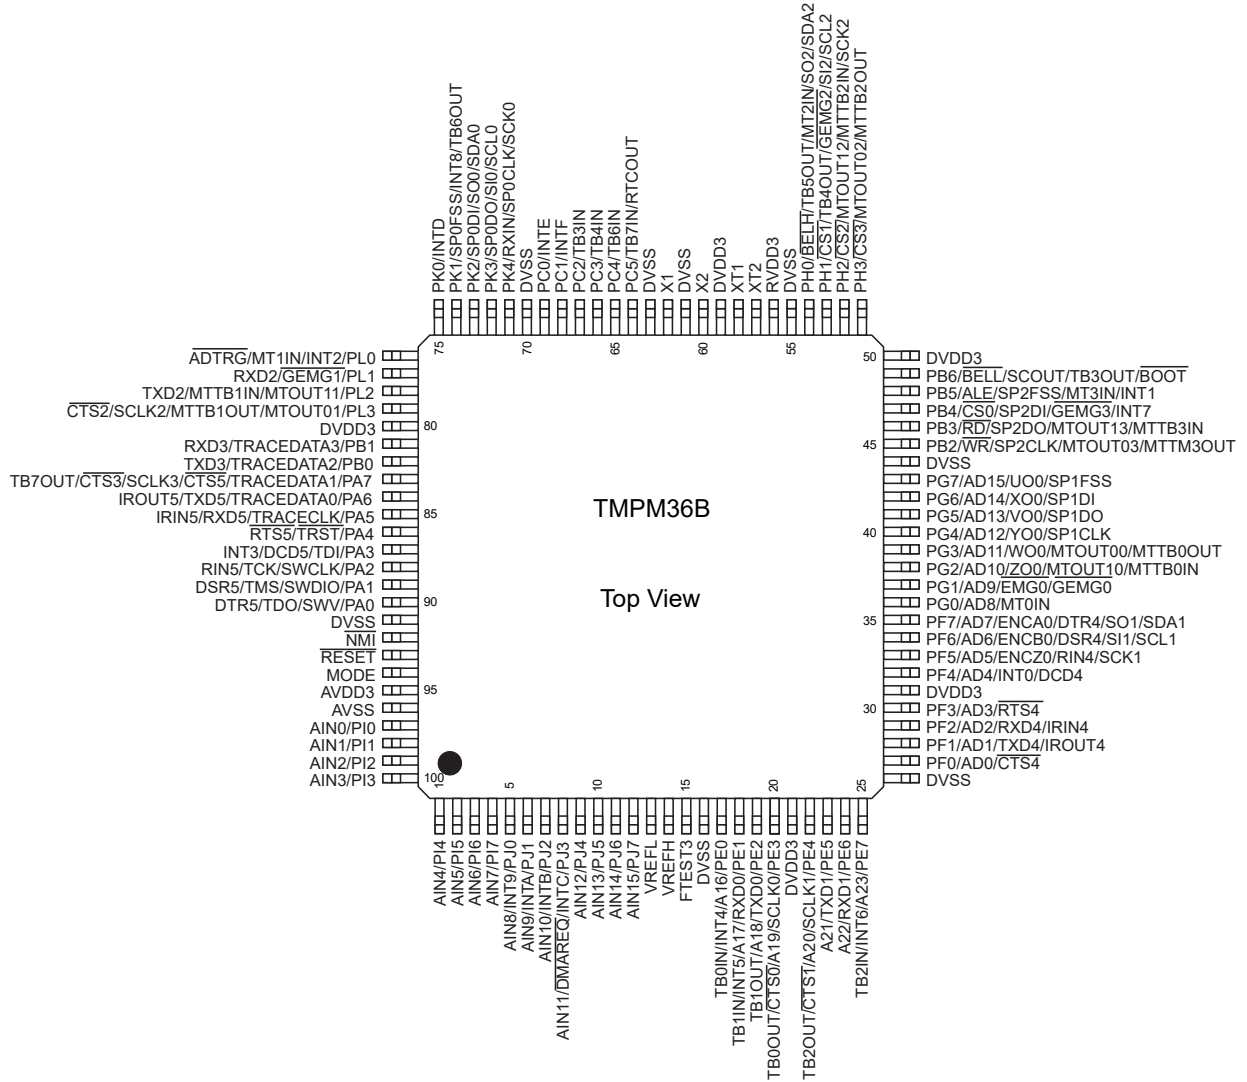 PK0/INTD
PK1/SP0FSS/INT8/TB6OUT
PK2/SP0DI/SO0/SDA0
PK3/SP0DO/SI0/SCL0
PK4/RXIN/SP0CLK/SCK0
DVSS
PC0/INTE
PC1/INTF
PC2/TB3IN
PC3/TB4IN
PC4/TB6IN
PC5/TB7IN/RTCOUT
DVSS
X1
DVSS
X2
DVDD3
XT1
XT2
RVDD3
DVSS
PH0/BELH/TB5OUT/MT2IN/SO2/SDA2
PH1/CS1/TB4OUT/GEMG2/SI2/SCL2
PH2/CS2/MTOUT12/MTTB2IN/SCK2
PH3/CS3/MTOUT02/MTTB2OUT
75
70
65
60
55
ADTRG/MT1IN/INT2/PL0
RXD2/GEMG1/PL1
TXD2/MTTB1IN/MTOUT11/PL2
CTS2/SCLK2/MTTB1OUT/MTOUT01/PL3
DVDD3
RXD3/TRACEDATA3/PB1
TXD3/TRACEDATA2/PB0
TB7OUT/CTS3/SCLK3/CTS5/TRACEDATA1/PA7
IROUT5/TXD5/TRACEDATA0/PA6
IRIN5/RXD5/TRACECLK/PA5
RTS5/TRST/PA4
INT3/DCD5/TDI/PA3
RIN5/TCK/SWCLK/PA2
DSR5/TMS/SWDIO/PA1
DTR5/TDO/SWV/PA0
DVSS
NMI
RESET
MODE
AVDD3
AVSS
AIN0/PI0
AIN1/PI1
AIN2/PI2
AIN3/PI3
80
85
90
95
100
TMPM36B
Top View
50
45
40
35
30
DVDD3
PB6/BELL/SCOUT/TB3OUT/BOOT
PB5/ALE/SP2FSS/MT3IN/INT1
PB4/CS0/SP2DI/GEMG3/INT7
PB3/RD/SP2DO/MTOUT13/MTTB3IN
PB2/WR/SP2CLK/MTOUT03/MTTM3OUT
DVSS
PG7/AD15/UO0/SP1FSS
PG6/AD14/XO0/SP1DI
PG5/AD13/VO0/SP1DO
PG4/AD12/YO0/SP1CLK
PG3/AD11/WO0/MTOUT00/MTTB0OUT
PG2/AD10/ZO0/MTOUT10/MTTB0IN
PG1/AD9/EMG0/GEMG0
PG0/AD8/MT0IN
PF7/AD7/ENCA0/DTR4/SO1/SDA1
PF6/AD6/ENCB0/DSR4/SI1/SCL1
PF5/AD5/ENCZ0/RIN4/SCK1
PF4/AD4/INT0/DCD4
DVDD3
PF3/AD3/RTS4
PF2/AD2/RXD4/IRIN4
PF1/AD1/TXD4/IROUT4
PF0/AD0/CTS4
DVSS
10
5
10
15
20
25
AIN4/PI4
AIN5/PI5
AIN6/PI6
AIN7/PI7
AIN8/INT9/PJ0
AIN9/INTA/PJ1
AIN10/INTB/PJ2
AIN11/DMAREQ/INTC/PJ3
AIN12/PJ4
AIN13/PJ5
AIN14/PJ6
AIN15/PJ7
VREFL
VREFH
FTEST3
DVSS
TB0IN/INT4/A16/PE0
TB1IN/INT5/A17/RXD0/PE1
TB1OUT/A18/TXD0/PE2
TB0OUT/CTS0/A19/SCLK0/PE3
DVDD3
TB2OUT/CTS1/A20/SCLK1/PE4
A21/TXD1/PE5
A22/RXD1/PE6
TB2IN/INT6/A23/PE7